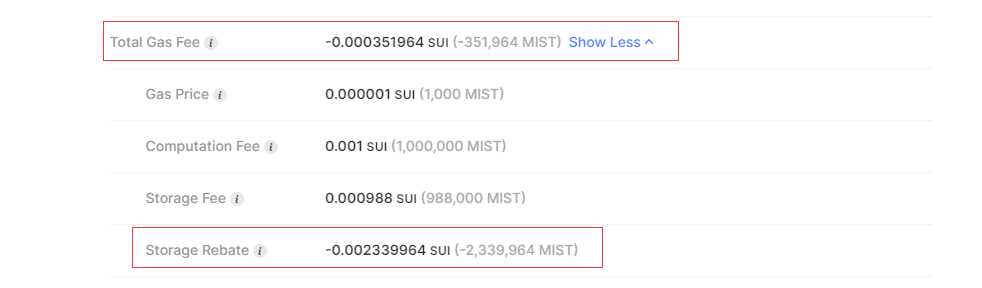 Total Gas Fee i -0.000351964 SUI (-351,964 MIST) Show Less
Gas Price i 0.000001 SUI (1,000 MIST)
Computation Fee i 0.001 SUI (1,000,000 MIST)
Storage Fee i 0.000988 SUI (988,000 MIST)
Storage Rebate i -0.002339964 SUI (-2,339,964 MIST)